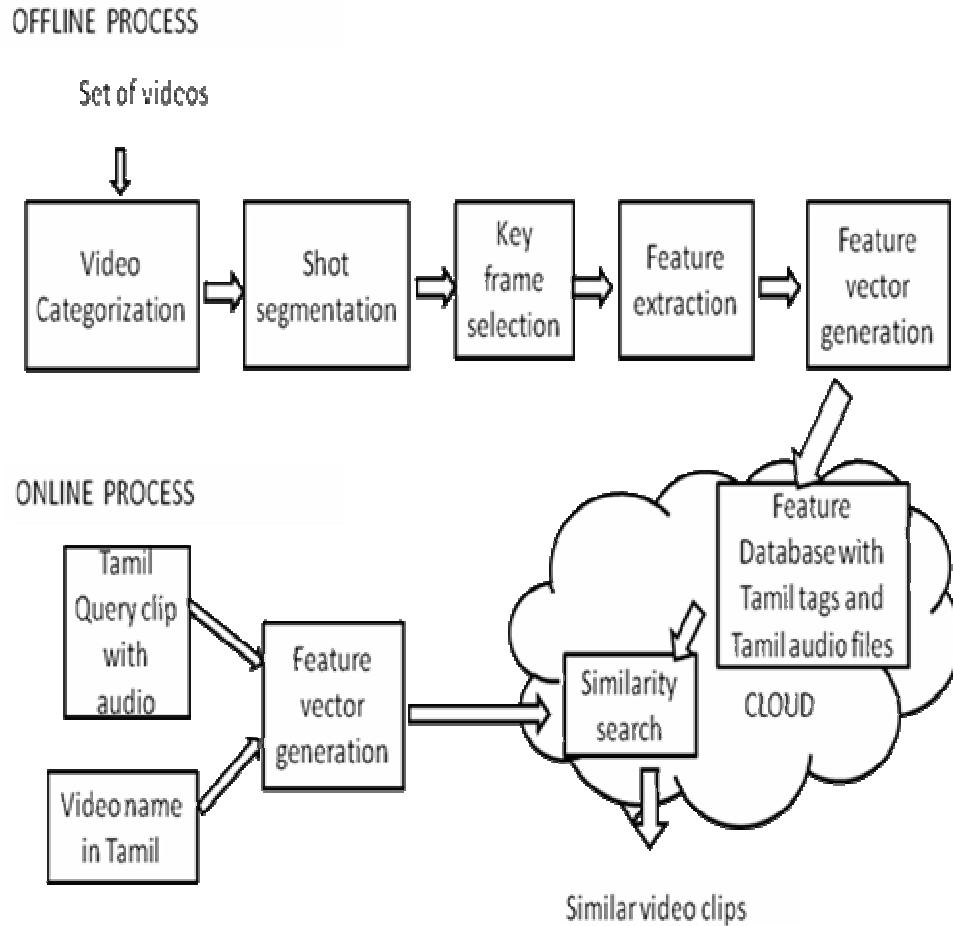 OFFLINE PROCESS
Set of videos
Video
Categorization
Shot
segmentation
Key
frame
selection
Feature
extraction
Feature
vector
generation
ONLINE PROCESS
Tamil
Query clip
with
audio
Video name
in Tamil
Feature
vector
generation
Feature
Database with
Tamil tags and
Tamil audio files
CLOUD
Similarity
search
Similar video clips